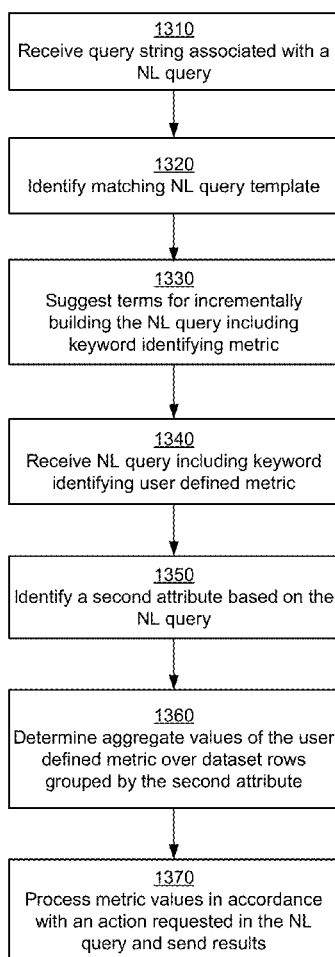 1310
Receive query string associated with a
NL query
1320
Identify matching NL query template
1330
Suggest terms for incrementally
building the NL query including
keyword identifying metric
1340
Receive NL query including keyword
identifying user defined metric
1350
Identify a second attribute based on the
NL query
1360
Determine aggregate values of the user
defined metric over dataset rows
grouped by the second attribute
1370
Process metric values in accordance
with an action requested in the NL
query and send results